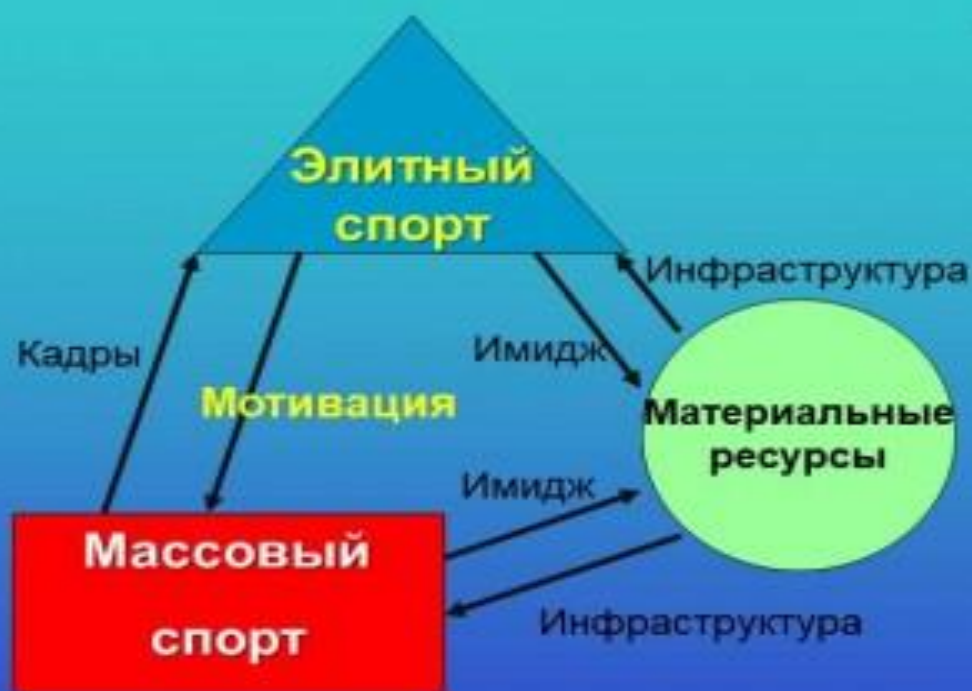 Элитный
спорт
Инфраструктура
Кадры
Имидж
Мотивация
Материальные
ресурсы
Имидж
Массовый
спорт
Инфраструктура